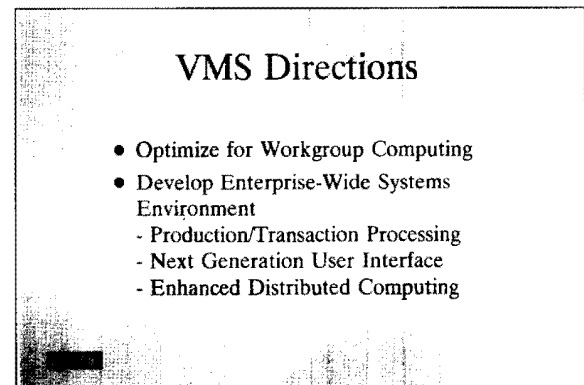 VMS Directions
● Optimize for Workgroup Computing
● Develop Enterprise-Wide Systems
Environment
- Production/Transaction Processing
- Next Generation User Interface
- Enhanced Distributed Computing